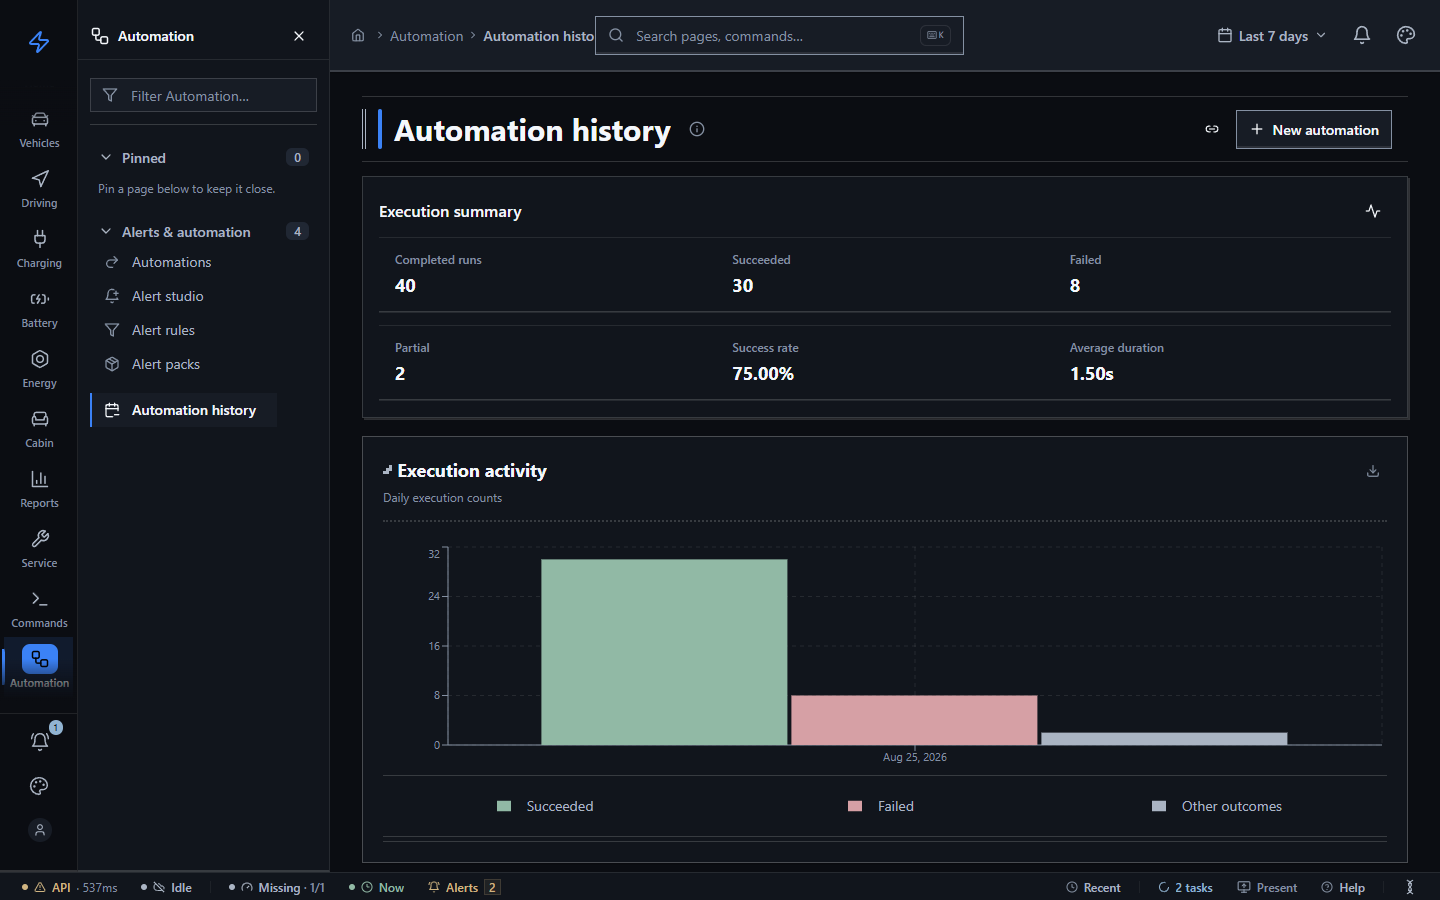 Automation
Automation
Automation histo
Search pages, commands...
K
Last 7 days
Filter Automation...
Vehicles
Driving
Charging
Battery
Energy
Cabin
Reports
Service
Commands
Automation
1
Pinned
0
Pin a page below to keep it close.
Alerts & automation
4
Automations
Alert studio
Alert rules
Alert packs
Automation history
Automation history
New automation
Execution summary
Completed runs
Succeeded
Failed
40
30
8
Partial
Success rate
Average duration
2
75.00%
1.50s
Execution activity
Daily execution counts
32
24
16
8
0
Aug 25, 2026
Succeeded
Failed
Other outcomes
API · 537ms
Idle
Missing · 1/1
Now
Alerts 2
Recent
2 tasks
Present
Help